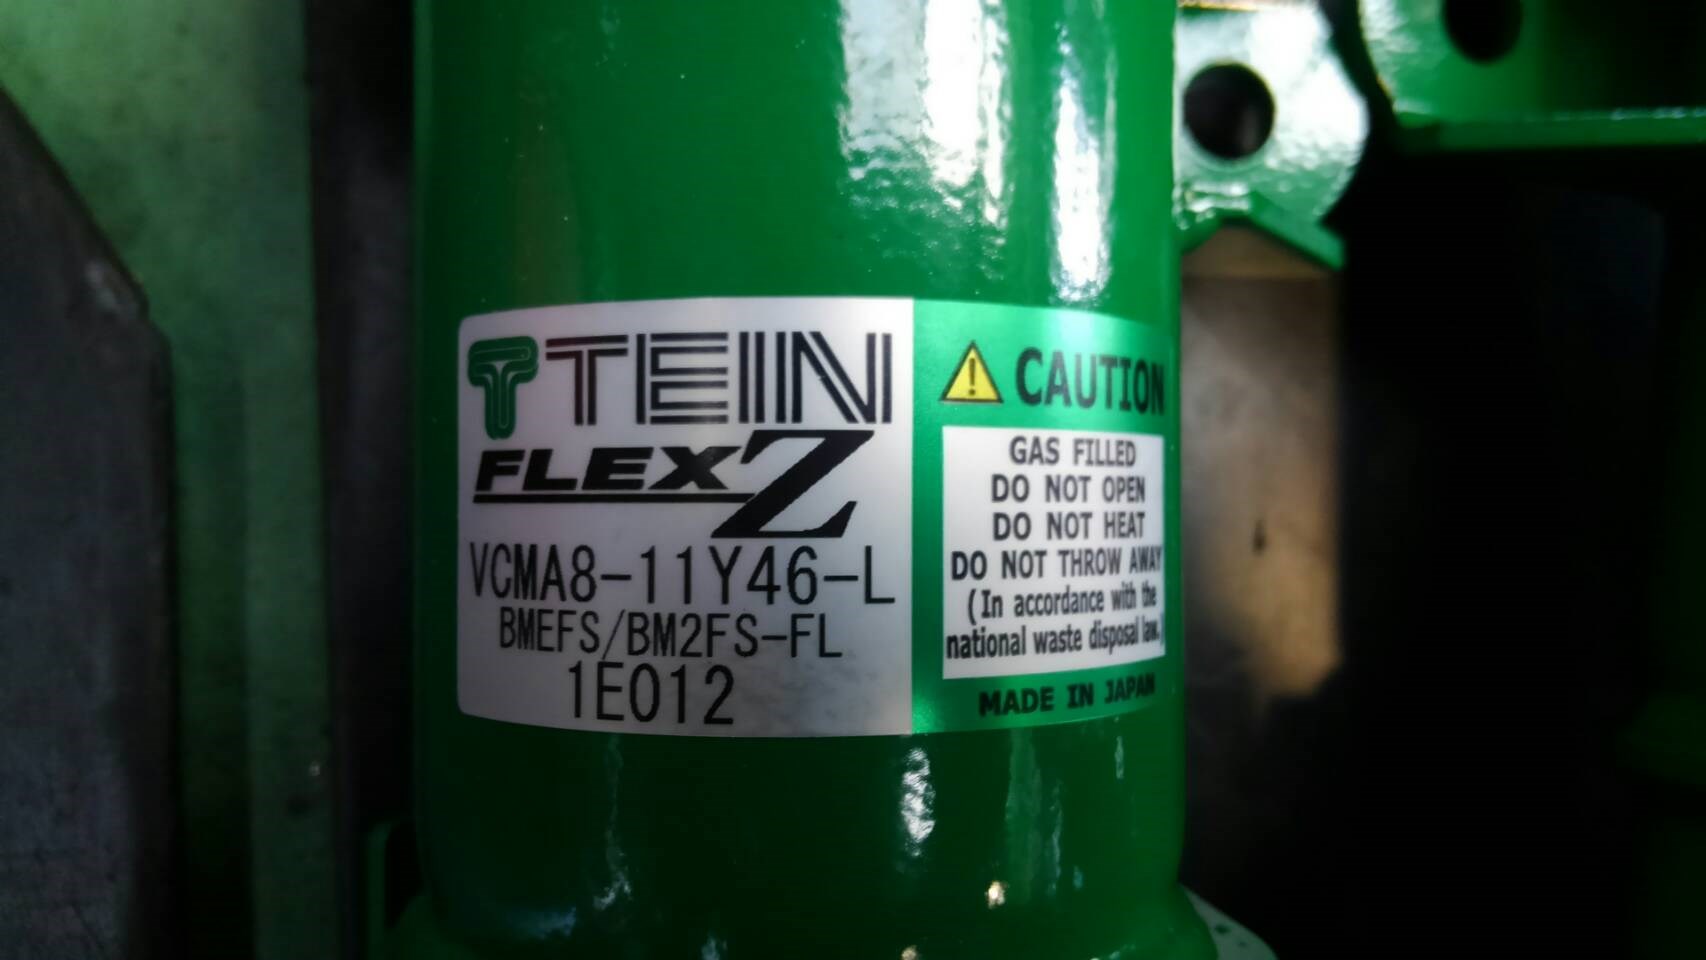 TEIN
FLEX Z
VCMA8-11Y46-L
BMEFS/BM2FS-FL
1E012
CAUTION
GAS FILLED
DO NOT OPEN
DO NOT HEAT
DO NOT THROW AWAY
(In accordance with the
national waste disposal law.)
MADE IN JAPAN